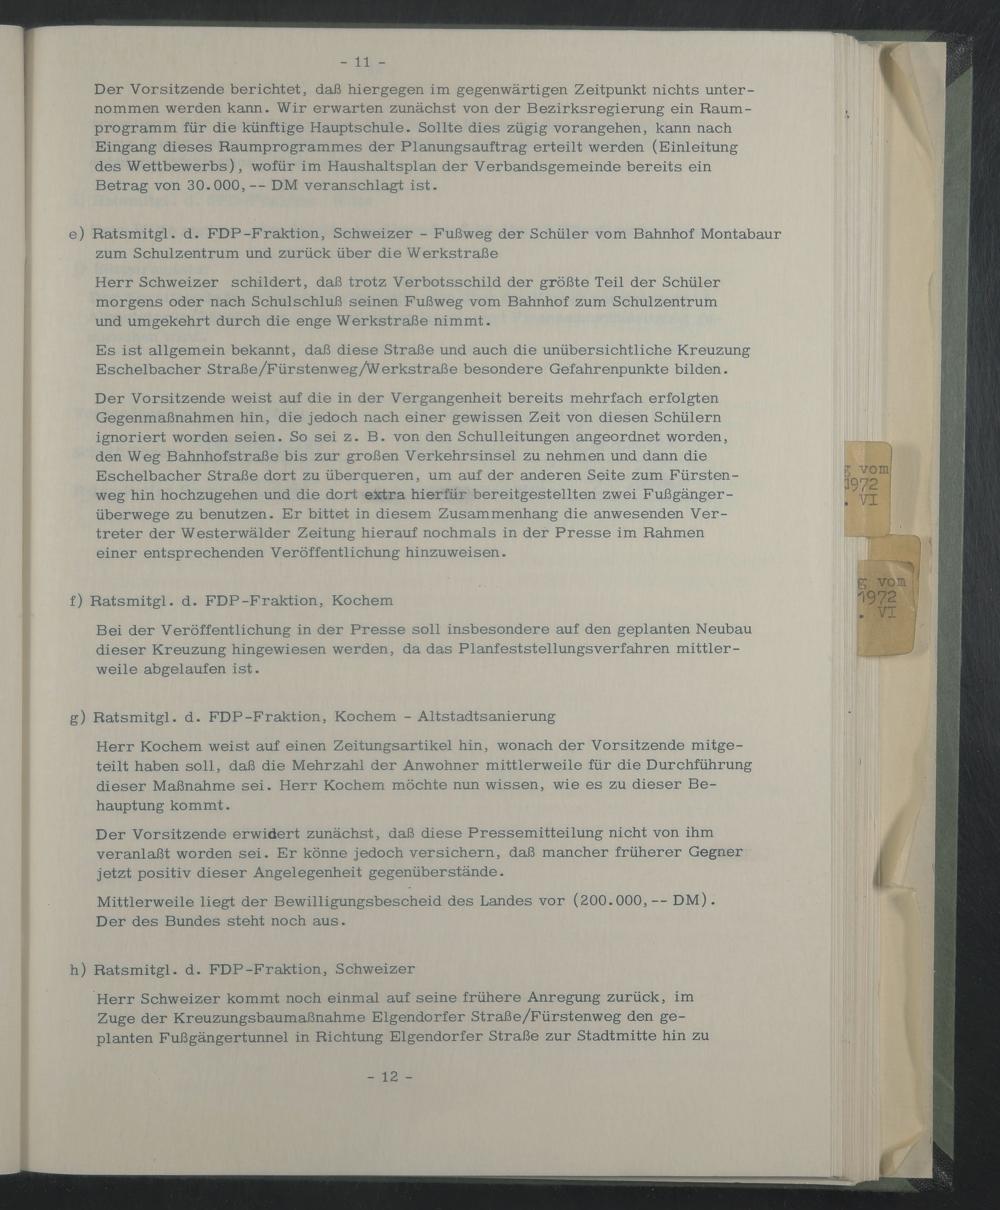 - 11 -
Der Vorsitzende berichtet, daß hiergegen im gegenwärtigen Zeitpunkt nichts unter-
nommen werden kann. Wir erwarten zunächst von der Bezirksregierung ein Raum-
programm für die künftige Hauptschule. Sollte dies zügig vorangehen, kann nach
Eingang dieses Raumprogrammes der Planungsauftrag erteilt werden (Einleitung
des Wettbewerbs), wofür im Haushaltsplan der Verbandsgemeinde bereits ein
Betrag von 30.000,-- DM veranschlagt ist.
e) Ratsmitgl. d. FDP-Fraktion, Schweizer - Fußweg der Schüler vom Bahnhof Montabaur
zum Schulzentrum und zurück über die Werkstraße
Herr Schweizer schildert, daß trotz Verbotsschild der größte Teil der Schüler
morgens oder nach Schulschluß seinen Fußweg vom Bahnhof zum Schulzentrum
und umgekehrt durch die enge Werkstraße nimmt.
Es ist allgemein bekannt, daß diese Straße und auch die unübersichtliche Kreuzung
Eschelbacher Straße/Fürstenweg/Werkstraße besondere Gefahrenpunkte bilden.
Der Vorsitzende weist auf die in der Vergangenheit bereits mehrfach erfolgten
Gegenmaßnahmen hin, die jedoch nach einer gewissen Zeit von diesen Schülern
ignoriert worden seien. So sei z. B. von den Schulleitungen angeordnet worden,
den Weg Bahnhofstraße bis zur großen Verkehrsinsel zu nehmen und dann die
Eschelbacher Straße dort zu überqueren, um auf der anderen Seite zum Fürsten-
weg hin hochzugehen und die dort extra hierfür bereitgestellten zwei Fußgänger-
überwege zu benutzen. Er bittet in diesem Zusammenhang die anwesenden Ver-
treter der Westerwälder Zeitung hierauf nochmals in der Presse im Rahmen
einer entsprechenden Veröffentlichung hinzuweisen.
f) Ratsmitgl. d. FDP-Fraktion, Kochem
Bei der Veröffentlichung in der Presse soll insbesondere auf den geplanten Neubau
dieser Kreuzung hingewiesen werden, da das Planfeststellungsverfahren mittler-
weile abgelaufen ist.
g) Ratsmitgl. d. FDP-Fraktion, Kochem - Altstadtsanierung
Herr Kochem weist auf einen Zeitungsartikel hin, wonach der Vorsitzende mitge-
teilt haben soll, daß die Mehrzahl der Anwohner mittlerweile für die Durchführung
dieser Maßnahme sei. Herr Kochem möchte nun wissen, wie es zu dieser Be-
hauptung kommt.
Der Vorsitzende erwidert zunächst, daß diese Pressemitteilung nicht von ihm
veranlaßt worden sei. Er könne jedoch versichern, daß mancher früherer Gegner
jetzt positiv dieser Angelegenheit gegenüberstände.
Mittlerweile liegt der Bewilligungsbescheid des Landes vor (200.000,-- DM).
Der des Bundes steht noch aus.
h) Ratsmitgl. d. FDP-Fraktion, Schweizer
Herr Schweizer kommt noch einmal auf seine frühere Anregung zurück, im
Zuge der Kreuzungsbaumaßnahme Elgendorfer Straße/Fürstenweg den ge-
planten Fußgängertunnel in Richtung Elgendorfer Straße zur Stadtmitte hin zu
- 12 -
g vom
1972
. VI
g vom
1972
. VI